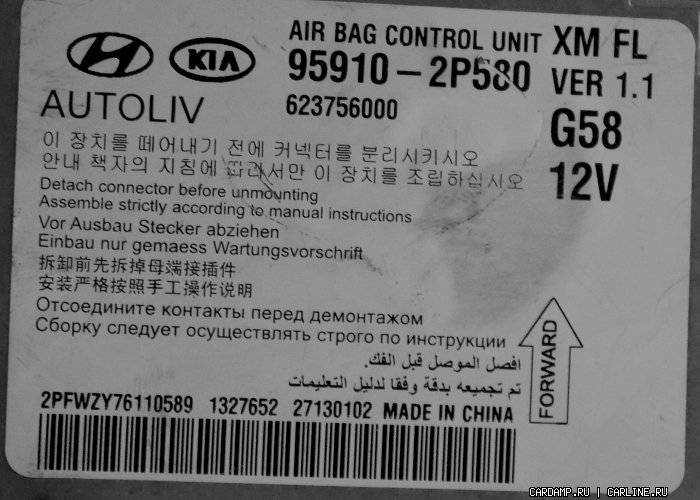 HYUNDAI KIA
AIR BAG CONTROL UNIT XM FL
95910-2P580 VER 1.1
AUTOLIV 623756000 G58
12V
이 장치를 떼어내기 전에 커넥터를 분리시키시오
안내 책자의 지침에 따라서만 이 장치를 조립하십시오
Detach connector before unmounting
Assemble strictly according to manual instructions
Vor Ausbau Stecker abziehen
Einbau nur gemaess Wartungsvorschrift
拆卸前先拆掉母端接插件
安装严格按照手工操作说明
Отсоедините контакты перед демонтажом
Сборку следует осуществлять строго по инструкции
افصل الموصل قبل الفك.
تم تجميعه بدقة وفقا لدليل التعليمات
FORWARD
2PFWZY76110589 1327652 27130102 MADE IN CHINA
CARDAMP.RU | CARLINE.RU